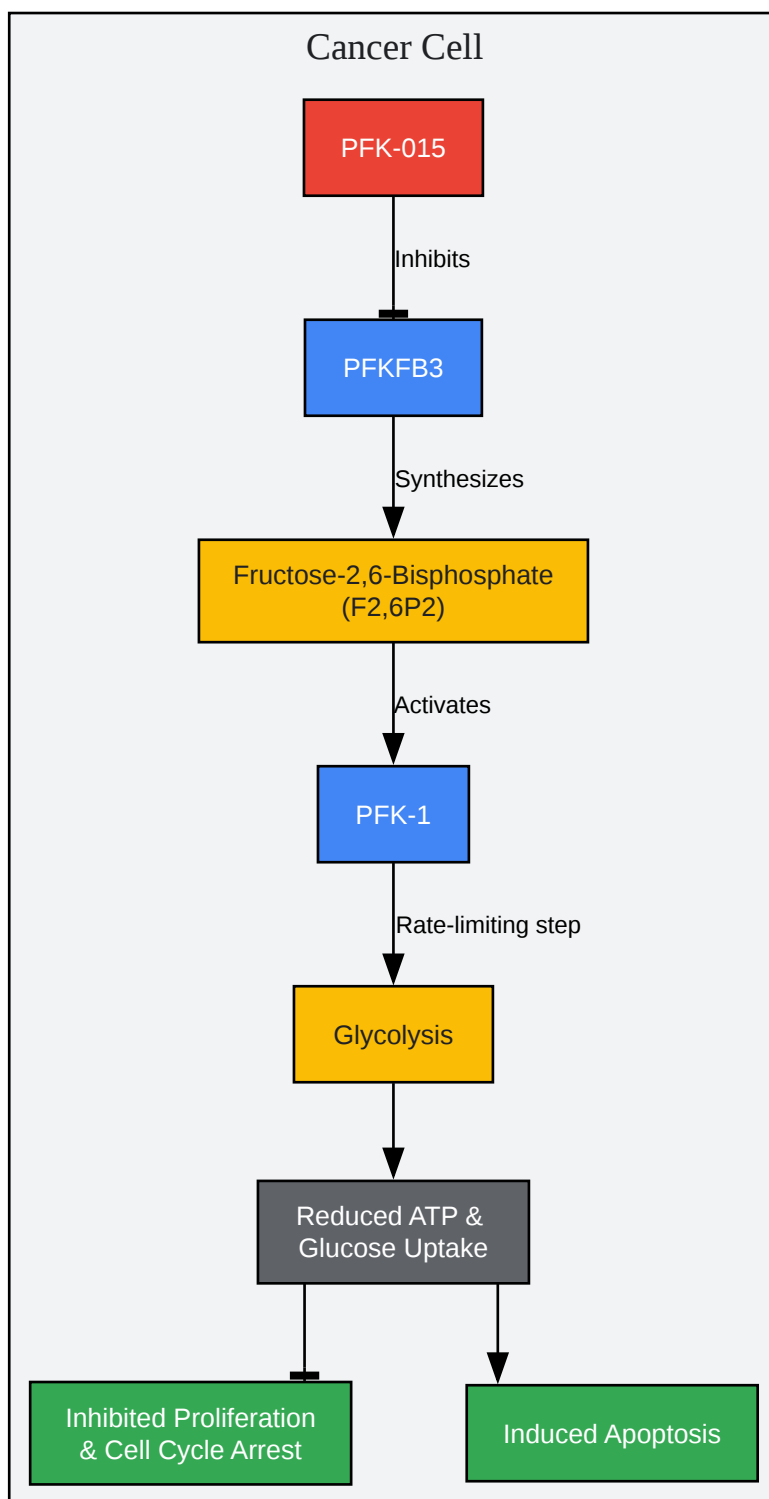 Cancer Cell
PFK-015
Inhibits
PFKFB3
Synthesizes
Fructose-2,6-Bisphosphate
(F2,6P2)
Activates
PFK-1
Rate-limiting step
Glycolysis
Reduced ATP &
Glucose Uptake
Inhibited Proliferation
& Cell Cycle Arrest
Induced Apoptosis